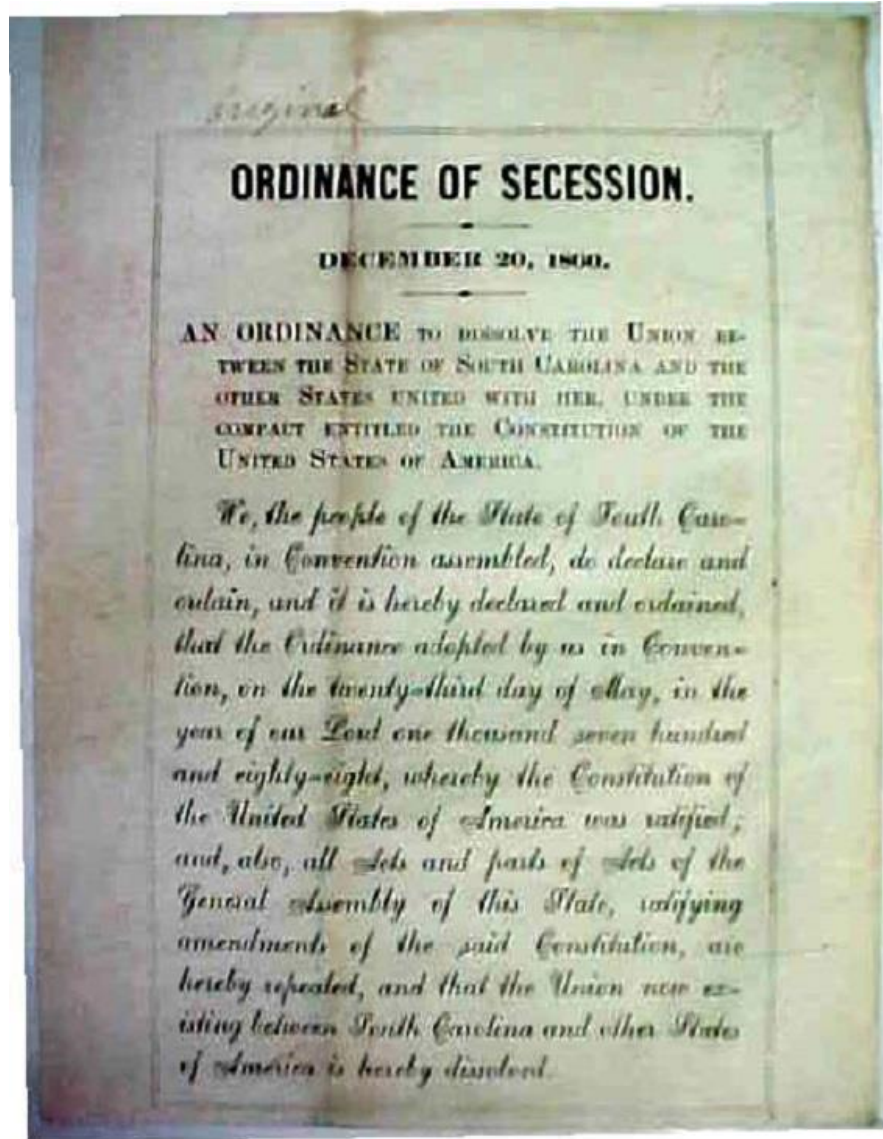 original
ORDINANCE OF SECESSION.
DECEMBER 20, 1860.
AN ORDINANCE TO DISSOLVE THE UNION BE-
TWEEN THE STATE OF SOUTH CAROLINA AND THE
OTHER STATES UNITED WITH HER, UNDER THE
COMPACT ENTITLED THE CONSTITUTION OF THE
UNITED STATES OF AMERICA.
We, the people of the State of South Caro-
lina, in Convention assembled, do declare and
ordain, and it is hereby declared and ordained,
that the Ordinance adopted by us in Conven-
tion, on the twenty-third day of May, in the
year of our Lord one thousand seven hundred
and eighty-eight, whereby the Constitution of
the United States of America was ratified,
and, also, all Acts and parts of Acts of the
General Assembly of this State, ratifying
amendments of the said Constitution, are
hereby repealed, and that the Union now ex-
isting between South Carolina and other States
of America is hereby dissolved.